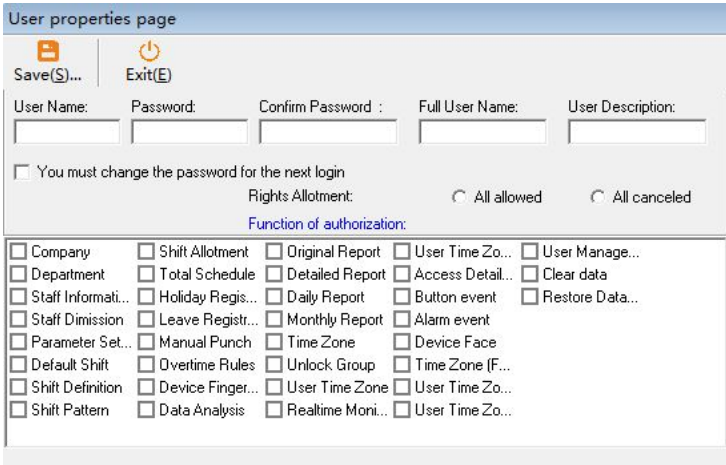 User properties page
Save(S)... Exit(E)
User Name: Password: Confirm Password : Full User Name: User Description:
You must change the password for the next login
Rights Allotment: All allowed All canceled
Function of authorization:
Company Shift Allotment Original Report User Time Zo... User Manage...
Department Total Schedule Detailed Report Access Detail... Clear data
Staff Informati... Holiday Regis... Daily Report Button event Restore Data...
Staff Dimission Leave Registr... Monthly Report Alarm event
Parameter Set... Manual Punch Time Zone Device Face
Default Shift Overtime Rules Unlock Group Time Zone (F...
Shift Definition Device Finger... User Time Zone User Time Zo...
Shift Pattern Data Analysis Realtime Moni... User Time Zo...